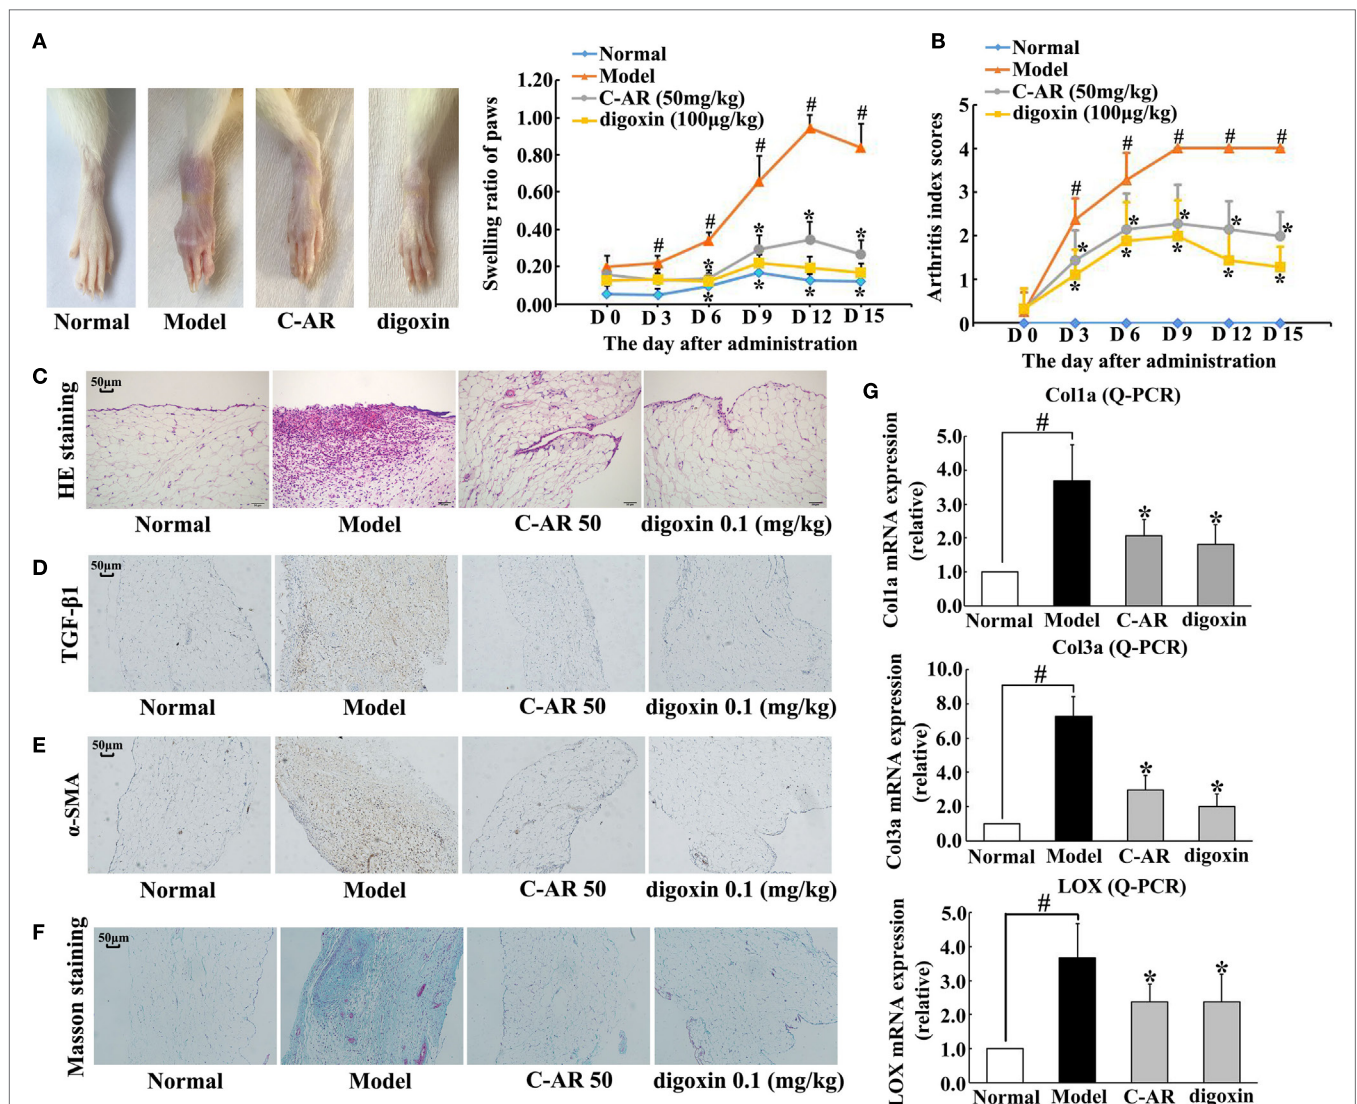 A
Normal
Model
C-AR
digoxin
Normal
Model
C-AR (50mg/kg)
digoxin (100μg/kg)
Swelling ratio of paws
1.20
1.00
0.80
0.60
0.40
0.20
0.00
# # # # #
* * * *
* * * *
D 0 D 3 D 6 D 9 D 12 D 15
The day after administration
B
Normal
Model
C-AR (50mg/kg)
digoxin (100μg/kg)
Arthritis index scores
5
4
3
2
1
0
# # # # #
* * * * *
* * * * *
D 0 D 3 D 6 D 9 D 12 D 15
The day after administration
C
HE staining
50μm
Normal
Model
C-AR 50
digoxin 0.1 (mg/kg)
D
TGF-β1
50μm
Normal
Model
C-AR 50
digoxin 0.1 (mg/kg)
E
α-SMA
50μm
Normal
Model
C-AR 50
digoxin 0.1 (mg/kg)
F
Masson staining
50μm
Normal
Model
C-AR 50
digoxin 0.1 (mg/kg)
G
Col1a (Q-PCR)
Col1a mRNA expression
(relative)
5.0
4.0
3.0
2.0
1.0
0.0
#
* *
Normal Model C-AR digoxin
Col3a (Q-PCR)
Col3a mRNA expression
(relative)
10.0
8.0
6.0
4.0
2.0
0.0
#
* *
Normal Model C-AR digoxin
LOX (Q-PCR)
LOX mRNA expression
(relative)
5.0
4.0
3.0
2.0
1.0
0.0
#
* *
Normal Model C-AR digoxin